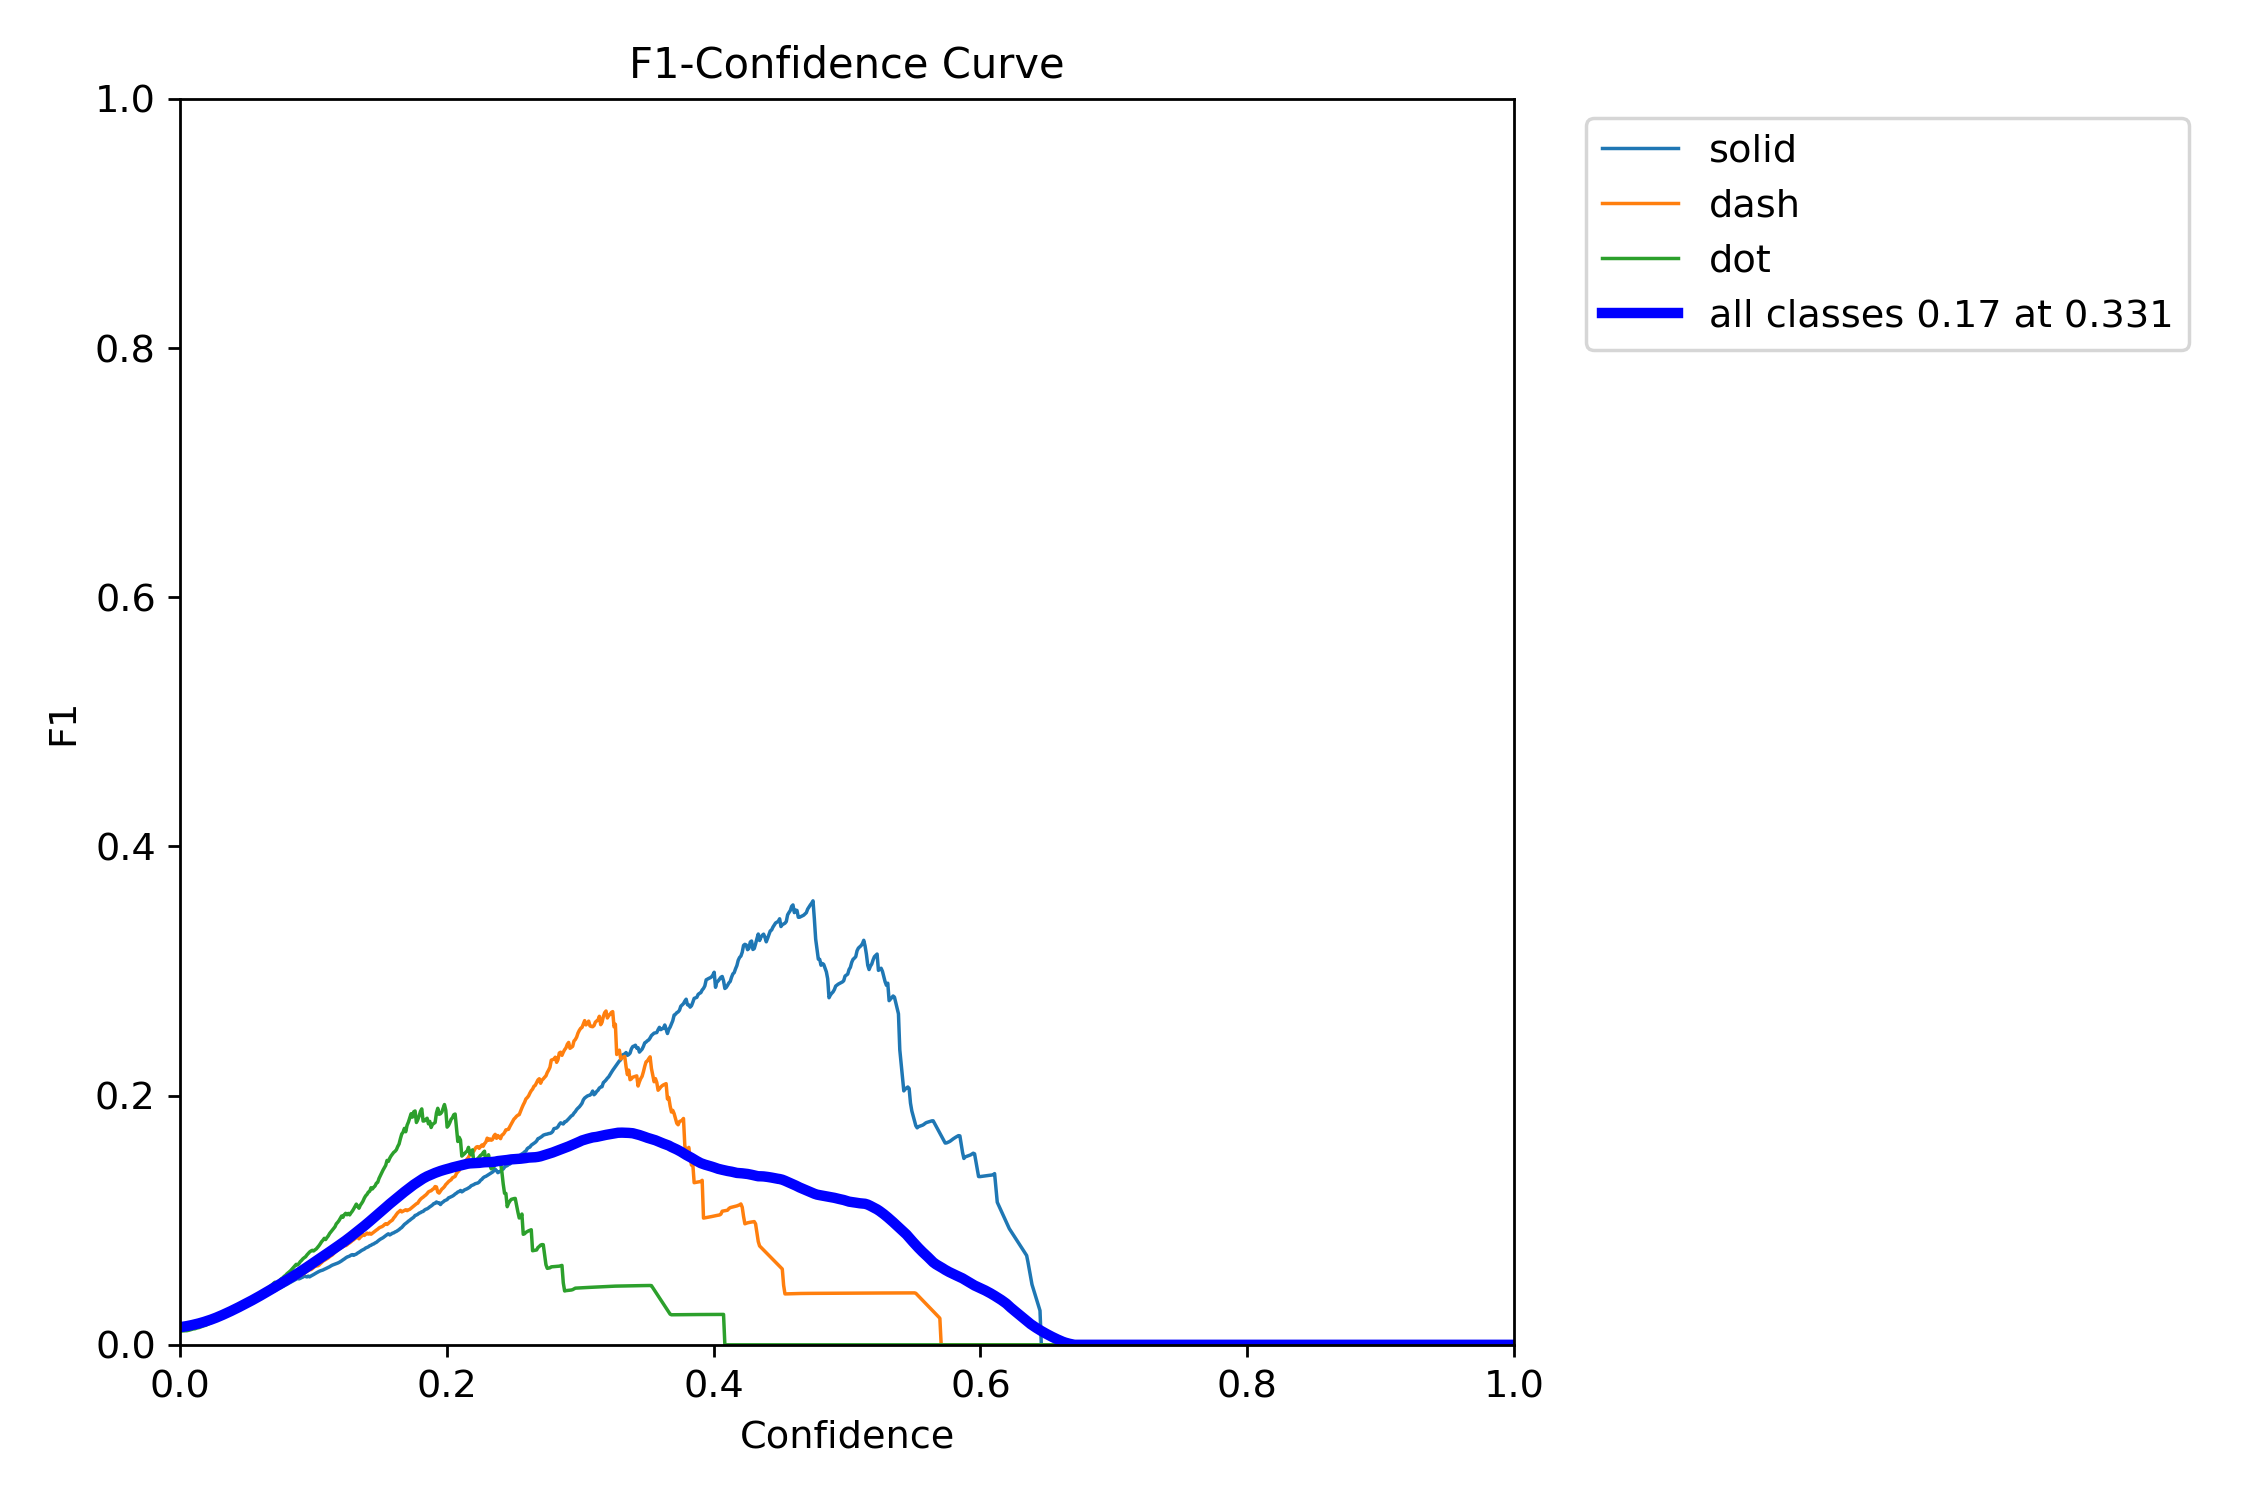 F1-Confidence Curve
1.0
0.8
0.6
0.4
0.2
0.0
F1
0.0 0.2 0.4 0.6 0.8 1.0
Confidence
solid
dash
dot
all classes 0.17 at 0.331